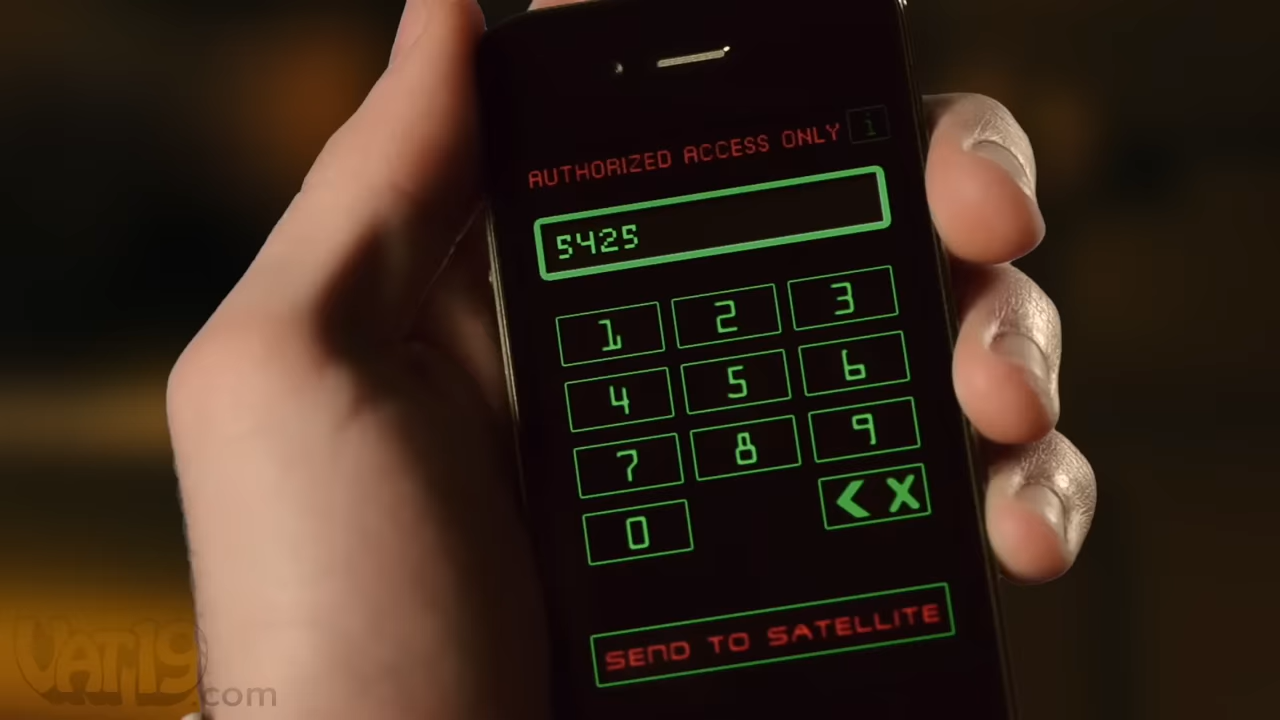 AUTHORIZED ACCESS ONLY i
5425
1 2 3
4 5 6
7 8 9
0 < X
SEND TO SATELLITE
VAT19.com